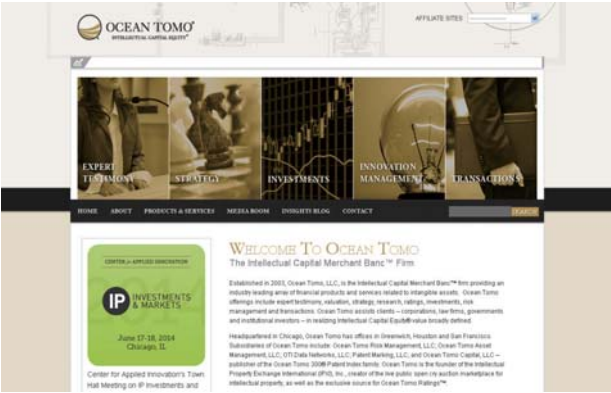 OCEAN TOMO®
INTELLECTUAL CAPITAL EQUITY®
AFFILIATE SITES
EXPERT
TESTIMONY
STRATEGY
INVESTMENTS
INNOVATION
MANAGEMENT
TRANSACTIONS
HOME ABOUT PRODUCTS & SERVICES MEDIA ROOM INSIGHTS BLOG CONTACT
SEARCH
CENTER for APPLIED INNOVATION
2014
IP INVESTMENTS
& MARKETS
June 17-18, 2014
Chicago, IL
Center for Applied Innovation's Town
Hall Meeting on IP Investments and
WELCOME TO OCEAN TOMO
The Intellectual Capital Merchant Banc™ Firm
Established in 2003, Ocean Tomo, LLC, is the Intellectual Capital Merchant Banc™ firm providing an
industry leading array of financial products and services related to intangible assets. Ocean Tomo
offerings include expert testimony, valuation, strategy, research, ratings, investments, risk
management and transactions. Ocean Tomo assists clients – corporations, law firms, governments
and institutional investors – in realizing Intellectual Capital Equity® value broadly defined.
Headquartered in Chicago, Ocean Tomo has offices in Greenwich, Houston and San Francisco.
Subsidiaries of Ocean Tomo include: Ocean Tomo Risk Management, LLC; Ocean Tomo Asset
Management, LLC; OTI Data Networks, LLC; Patent Marking, LLC; and Ocean Tomo Capital, LLC –
publisher of the Ocean Tomo 300® Patent Index family. Ocean Tomo is the founder of the Intellectual
Property Exchange International (IPXI), Inc., creator of the live public open cry auction marketplace for
intellectual property, as well as the exclusive source for Ocean Tomo Ratings™.